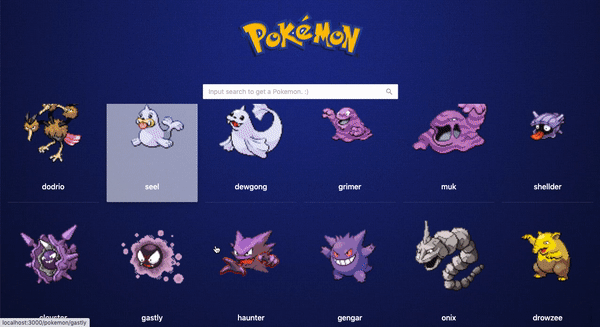 POKéMON
Input search to get a Pokemon. :)
dodrio
seel
dewgong
grimer
muk
shellder
cloyster
gastly
haunter
gengar
onix
drowzee
localhost:3000/pokemon/gastly